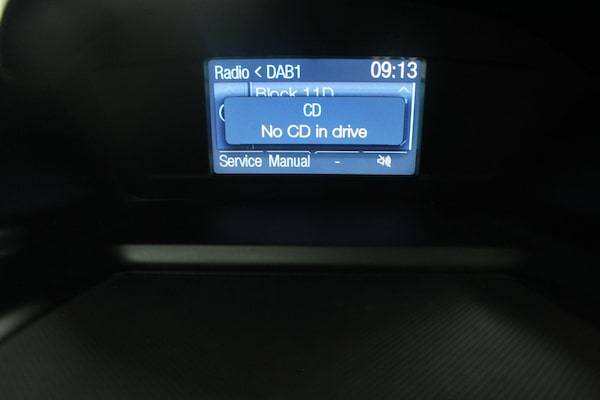 Radio < DAB1 09:13
Block 11D
CD
No CD in drive
Service Manual -